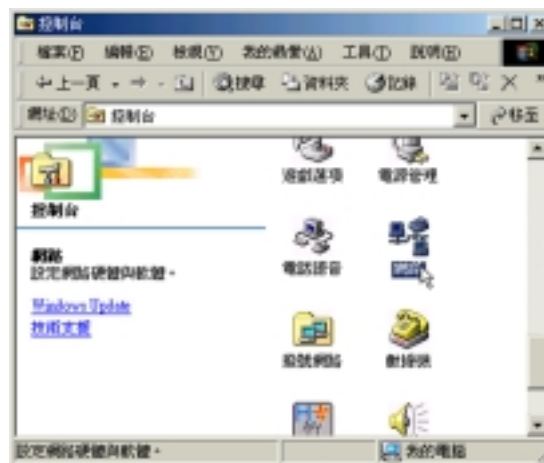 控制台
檔案(F) 編輯(E) 檢視(V) 我的最愛(A) 工具(T) 說明(H)
上一頁 搜尋 資料夾 記錄
網址(D) 控制台 移至
遊戲選項 電源管理
控制台
網路
設定網路硬體與軟體。
電話語音 網路
Windows Update
技術支援
撥號網路 數據機
設定網路硬體與軟體。 我的電腦